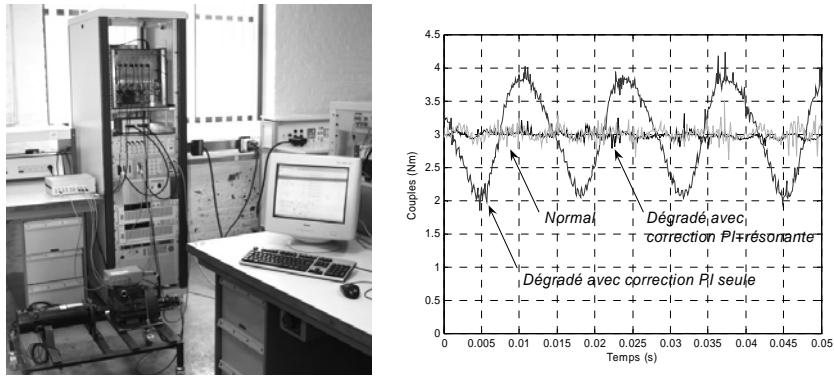 4.5
4
3.5
3
2.5
2
1.5
1
0.5
0
Couples (Nm)
Normal
Dégradé avec
correction PI+résonante
Dégradé avec correction PI seule
0 0.005 0.01 0.015 0.02 0.025 0.03 0.035 0.04 0.045 0.05
Temps (s)